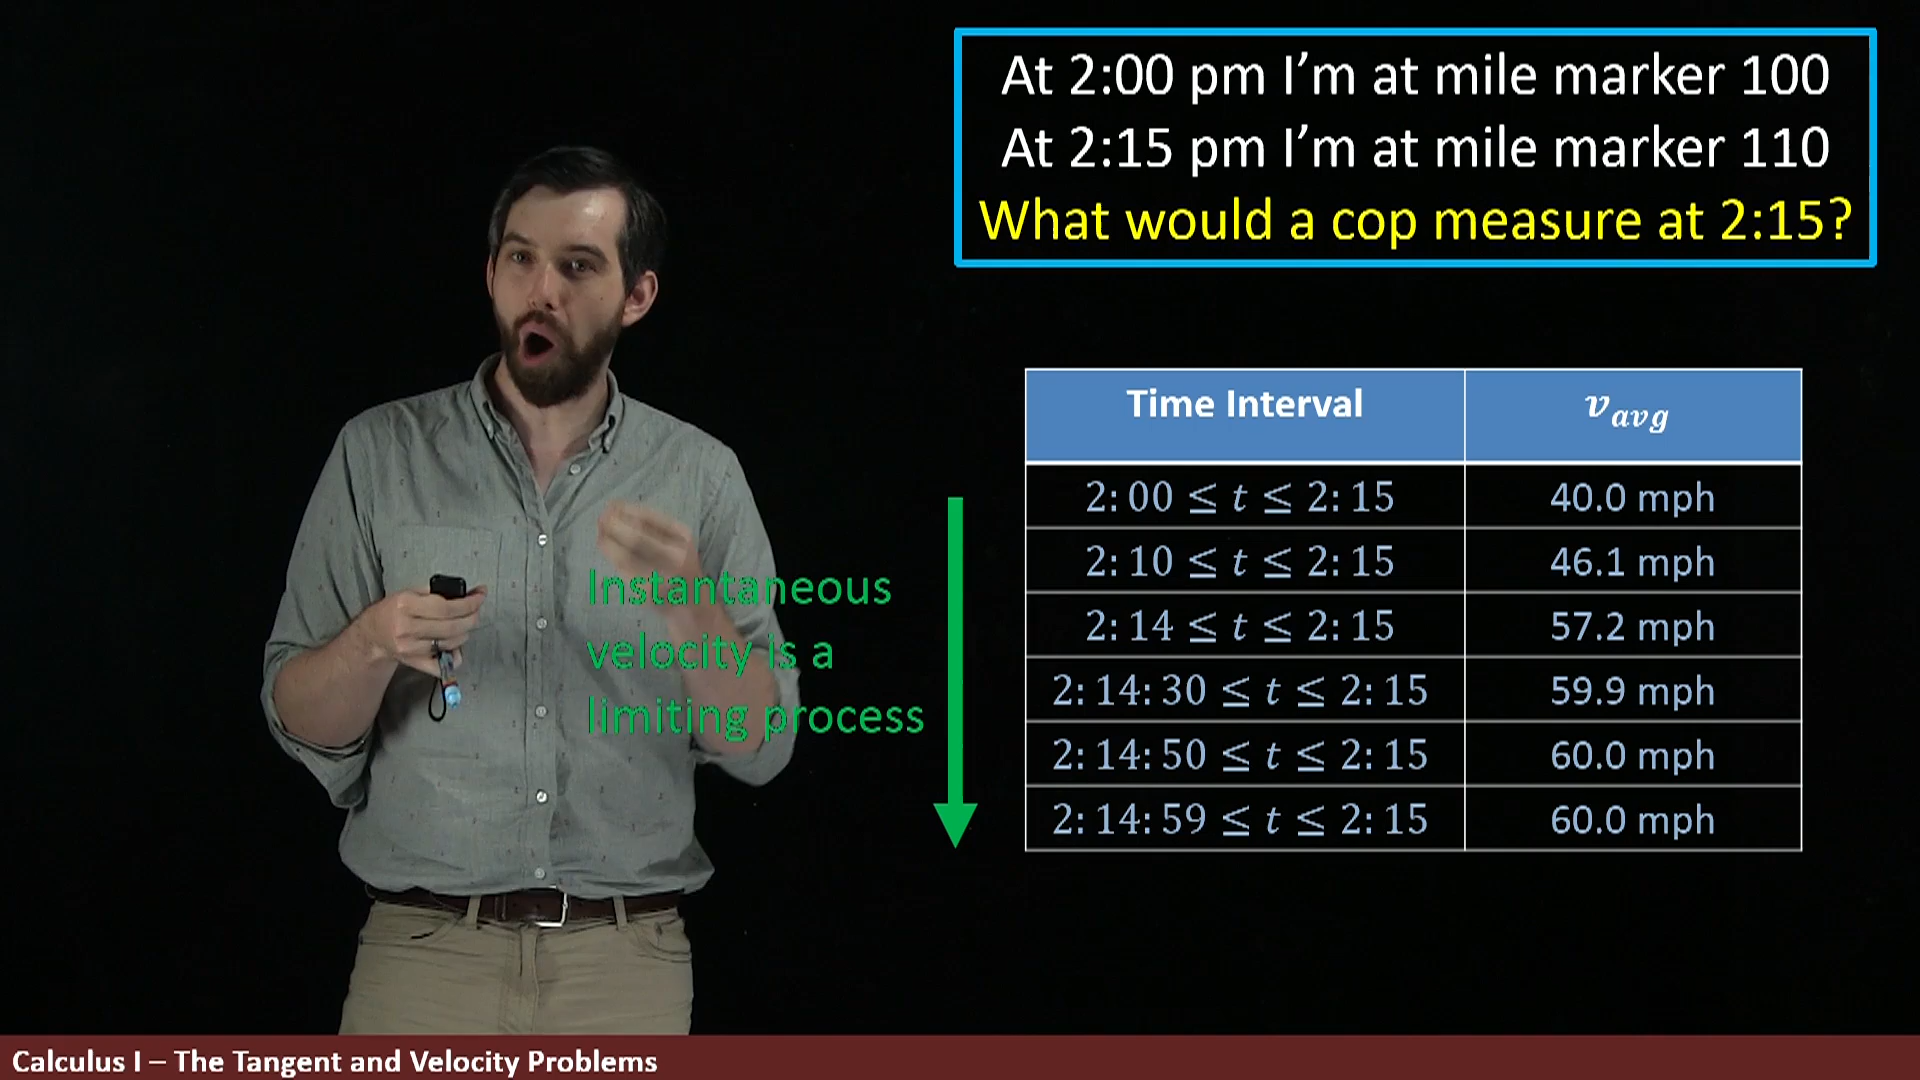 At 2:00 pm I’m at mile marker 100
At 2:15 pm I’m at mile marker 110
What would a cop measure at 2:15?
Time Interval v_avg
2:00 ≤ t ≤ 2:15 40.0 mph
2:10 ≤ t ≤ 2:15 46.1 mph
2:14 ≤ t ≤ 2:15 57.2 mph
2:14:30 ≤ t ≤ 2:15 59.9 mph
2:14:50 ≤ t ≤ 2:15 60.0 mph
2:14:59 ≤ t ≤ 2:15 60.0 mph
Instantaneous
velocity is a
limiting process
Calculus I – The Tangent and Velocity Problems